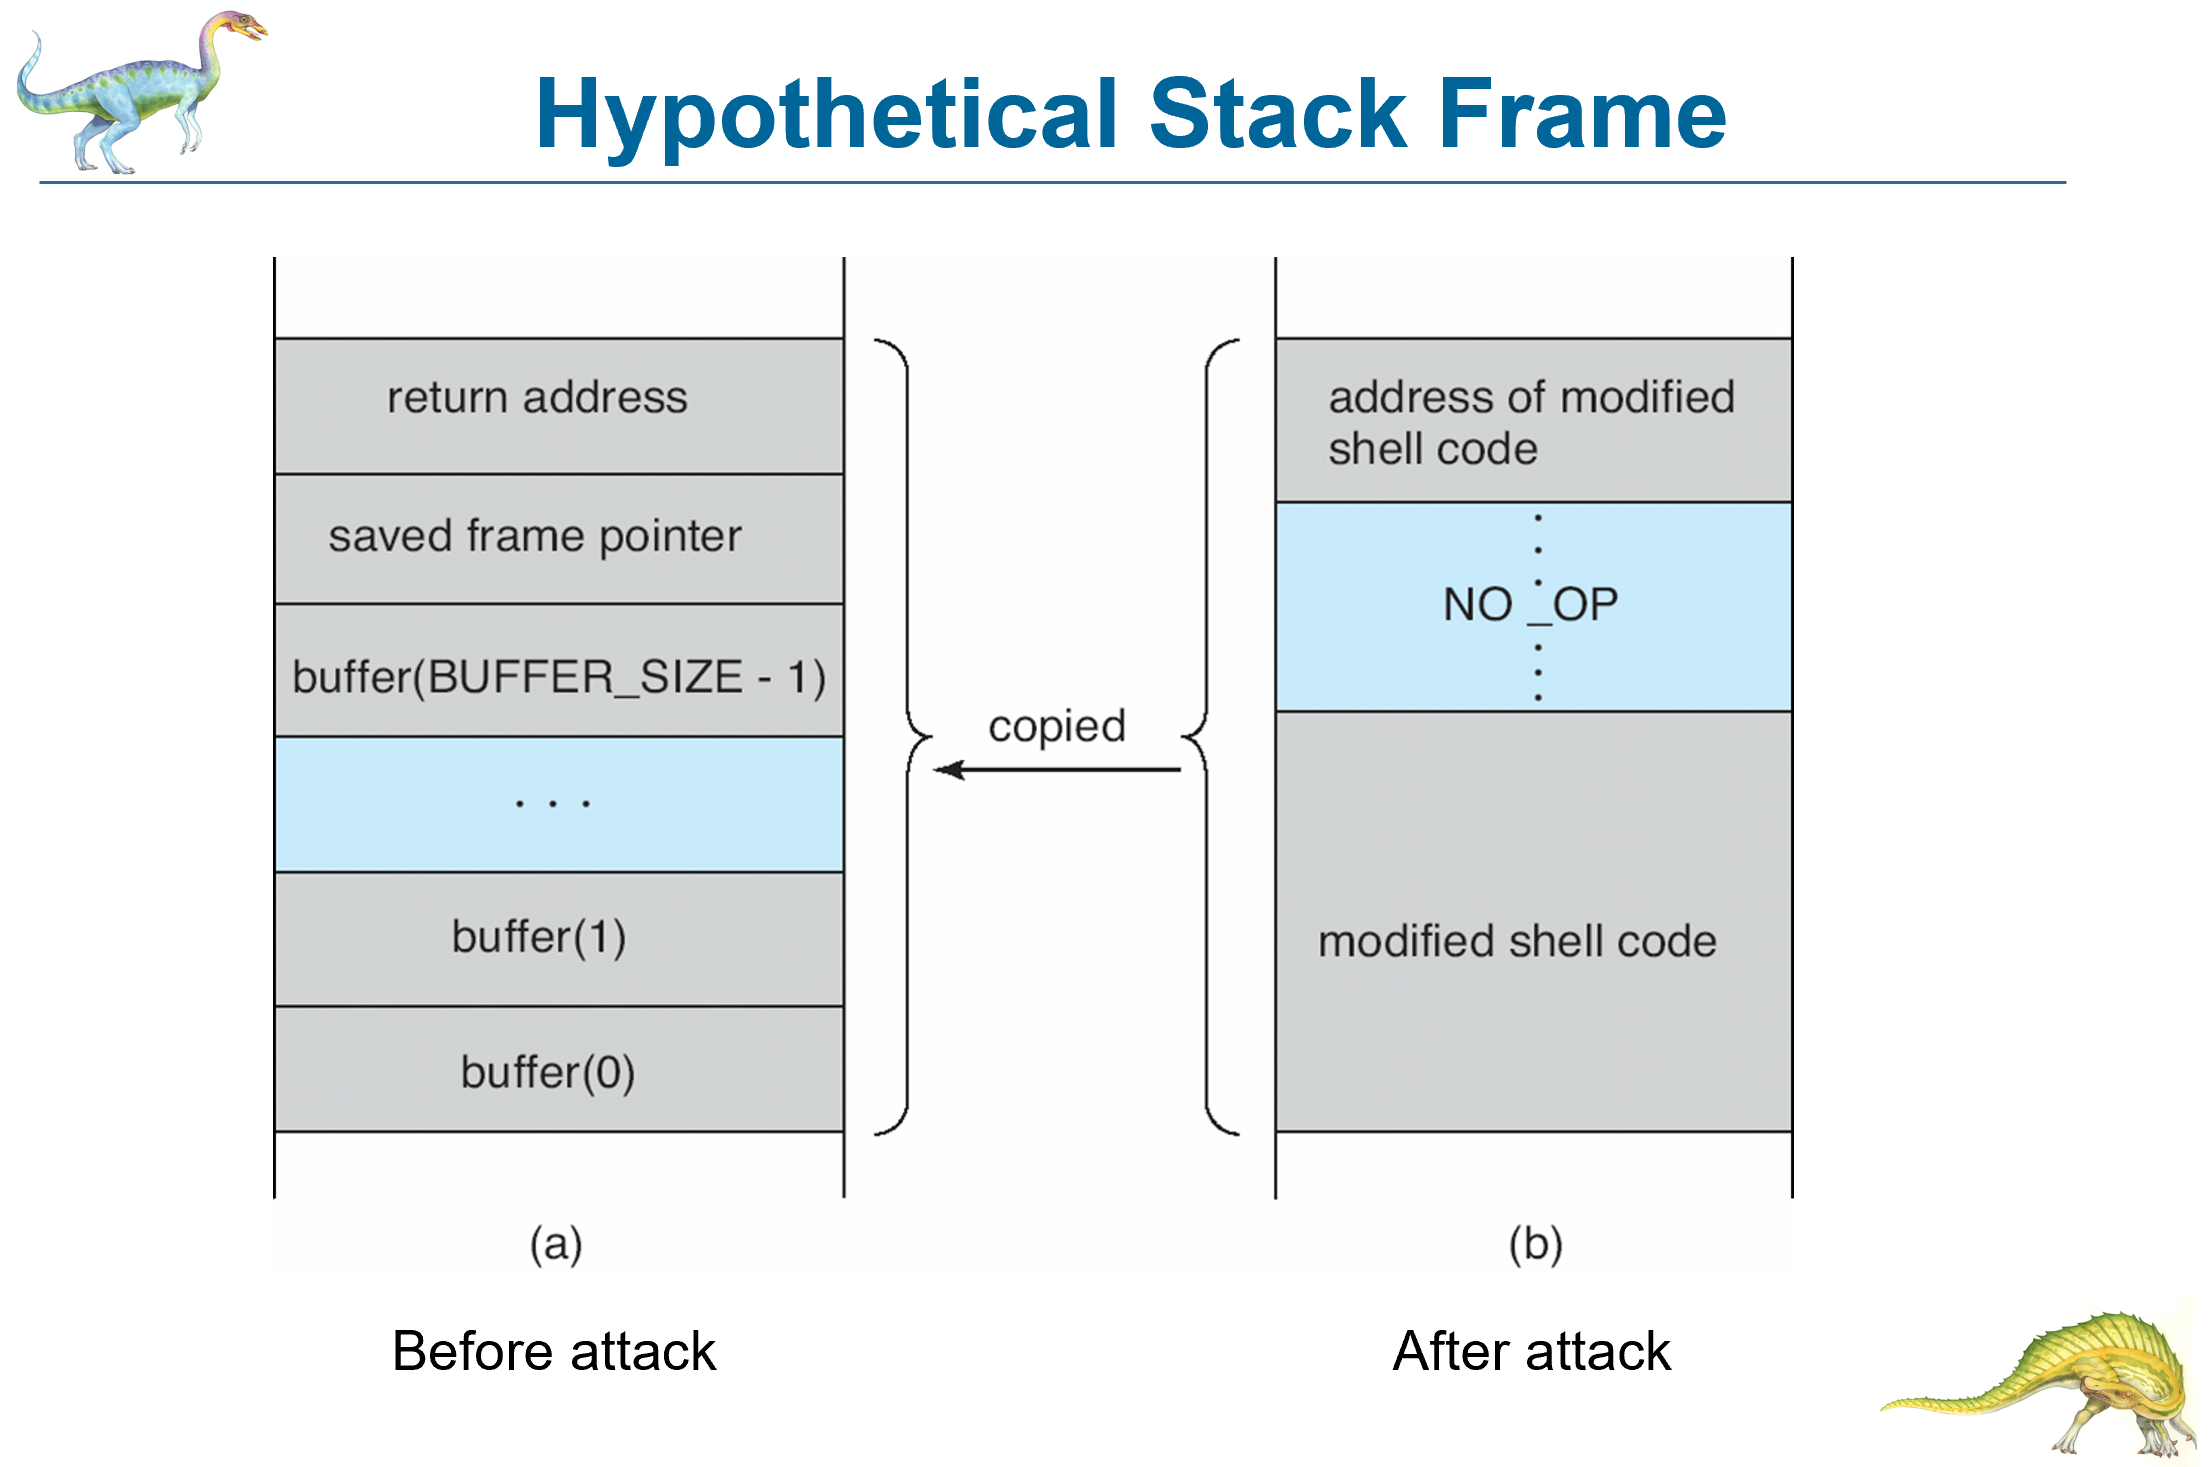 Hypothetical Stack Frame
return address
saved frame pointer
buffer(BUFFER_SIZE - 1)
. . .
buffer(1)
buffer(0)
(a)
Before attack
copied
address of modified
shell code
NO _OP
modified shell code
(b)
After attack